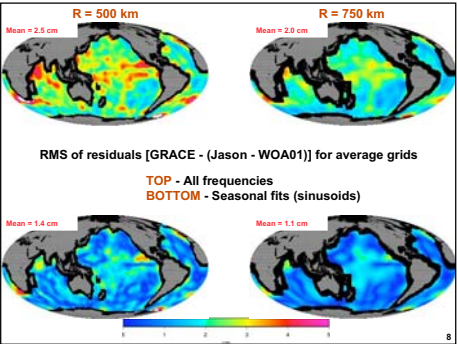 R = 500 km
R = 750 km
Mean = 2.5 cm
Mean = 2.0 cm
RMS of residuals [GRACE - (Jason - WOA01)] for average grids
TOP - All frequencies
BOTTOM - Seasonal fits (sinusoids)
Mean = 1.4 cm
Mean = 1.1 cm
0 1 2 3 4 5
8